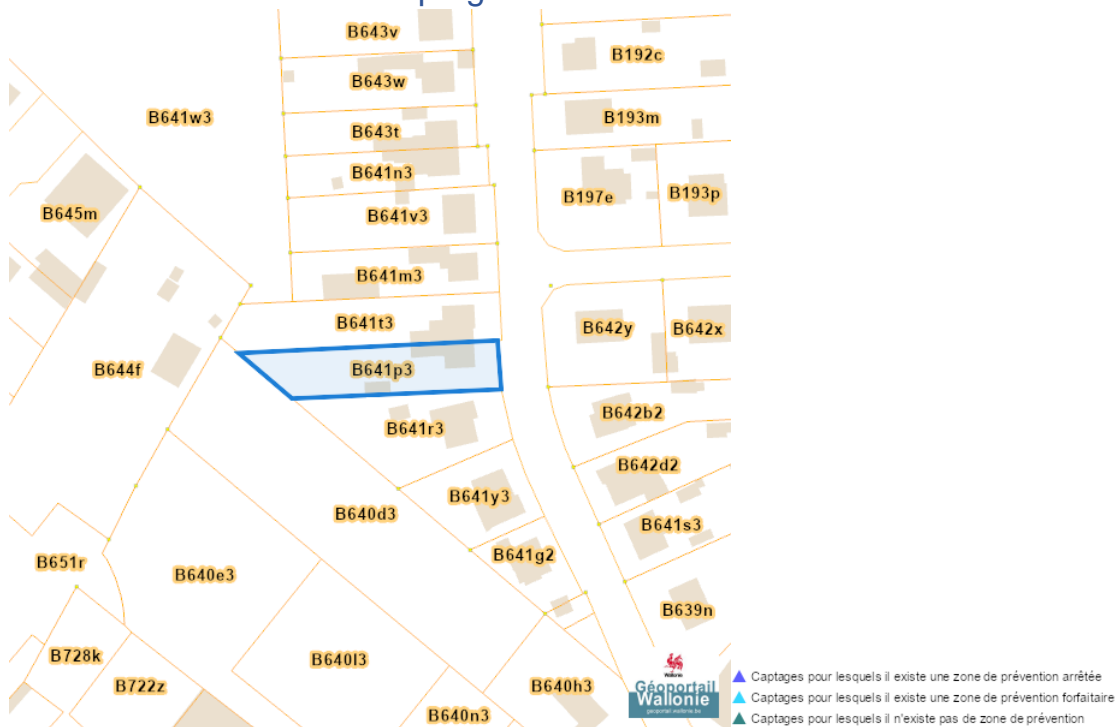 B643v
B192c
B643w
B641w3
B193m
B643t
B641n3
B193p
B197e
B645m
B641v3
B641m3
B641t3
B642y
B642x
B644f
B641p3
B642b2
B641r3
B642d2
B641y3
B640d3
B641s3
B641g2
B651r
B640e3
B639n
B728k
B640l3
B722z
B640h3
B640n3
Wallonie
Géoportail
Wallonie
geoportail.wallonie.be
Captages pour lesquels il existe une zone de prévention arrêtée
Captages pour lesquels il existe une zone de prévention forfaitaire
Captages pour lesquels il n'existe pas de zone de prévention